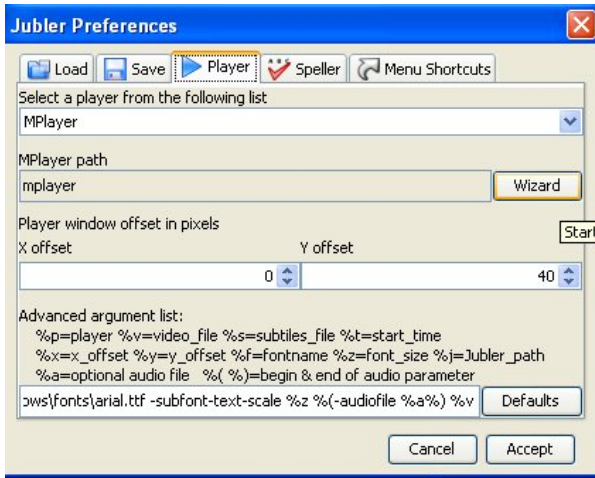 Jubler Preferences
Load Save Player Speller Menu Shortcuts
Select a player from the following list
MPlayer
MPlayer path
mplayer Wizard
Player window offset in pixels
Start
X offset Y offset
0 40
Advanced argument list:
%p=player %v=video_file %s=subtiles_file %t=start_time
%x=x_offset %y=y_offset %f=fontname %z=font_size %j=Jubler_path
%a=optional audio file %( %)=begin & end of audio parameter
ows\fonts\arial.ttf -subfont-text-scale %z %(-audiofile %a%) %v Defaults
Cancel Accept